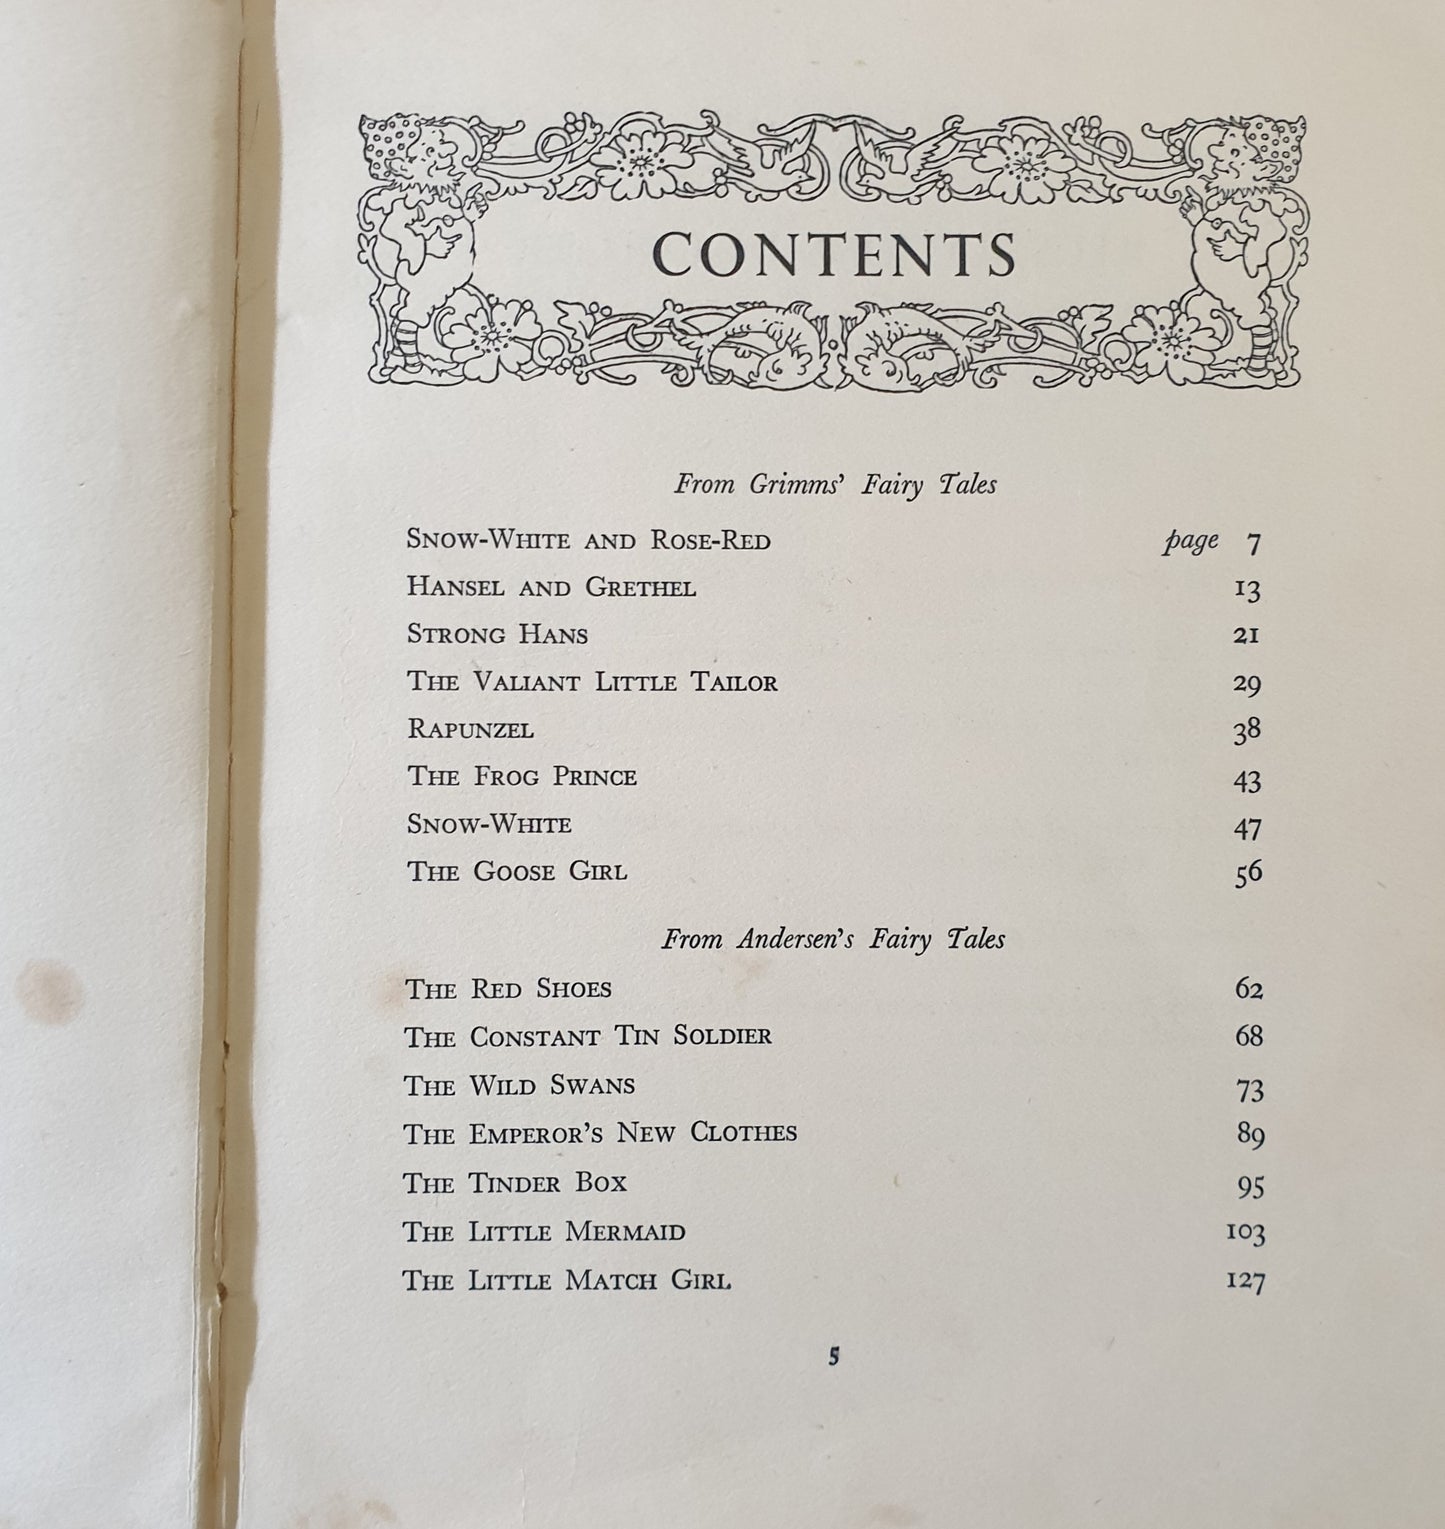 CONTENTS
From Grimms' Fairy Tales
SNOW-WHITE AND ROSE-RED page 7
HANSEL AND GRETHEL 13
STRONG HANS 21
THE VALIANT LITTLE TAILOR 29
RAPUNZEL 38
THE FROG PRINCE 43
SNOW-WHITE 47
THE GOOSE GIRL 56
From Andersen's Fairy Tales
THE RED SHOES 62
THE CONSTANT TIN SOLDIER 68
THE WILD SWANS 73
THE EMPEROR'S NEW CLOTHES 89
THE TINDER BOX 95
THE LITTLE MERMAID 103
THE LITTLE MATCH GIRL 127
5